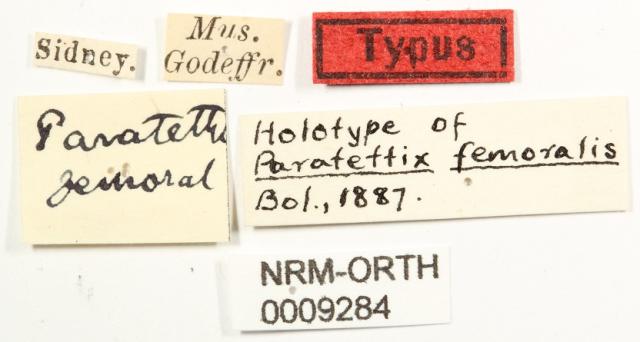 Sidney.
Mus.
Godeffr.
Typus
Paratetti
femoral
Holotype of
Paratettix femoralis
Bol., 1887.
NRM-ORTH
0009284